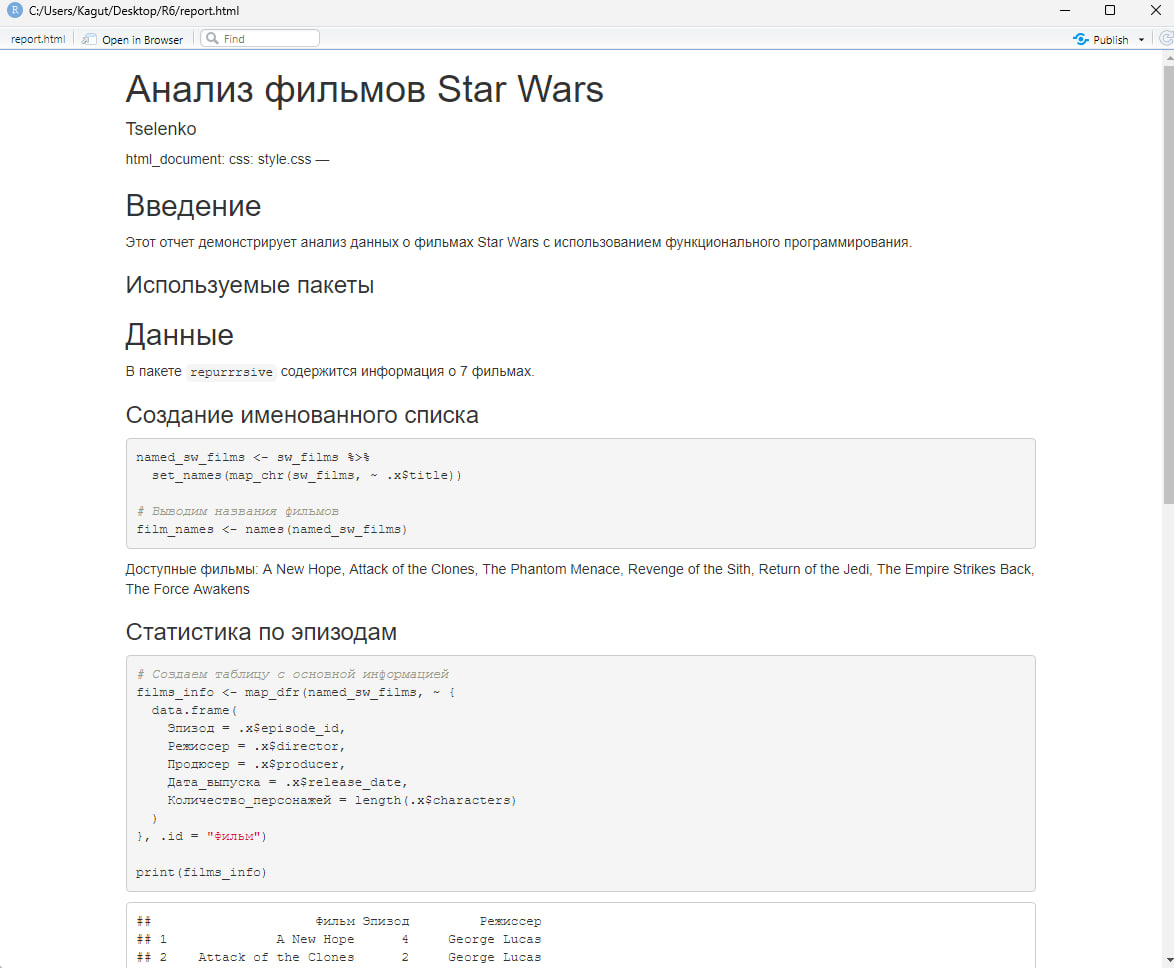 C:/Users/Kagut/Desktop/R6/report.html
report.html Open in Browser Find Publish
Анализ фильмов Star Wars
Tselenko
html_document: css: style.css —
Введение
Этот отчет демонстрирует анализ данных о фильмах Star Wars с использованием функционального программирования.
Используемые пакеты
Данные
В пакете repurrrsive содержится информация о 7 фильмах.
Создание именованного списка
named_sw_films <- sw_films %>%
  set_names(map_chr(sw_films, ~ .x$title))
# Выводим названия фильмов
film_names <- names(named_sw_films)
Доступные фильмы: A New Hope, Attack of the Clones, The Phantom Menace, Revenge of the Sith, Return of the Jedi, The Empire Strikes Back,
The Force Awakens
Статистика по эпизодам
# Создаем таблицу с основной информацией
films_info <- map_dfr(named_sw_films, ~ {
  data.frame(
    Эпизод = .x$episode_id,
    Режиссер = .x$director,
    Продюсер = .x$producer,
    Дата_выпуска = .x$release_date,
    Количество_персонажей = length(.x$characters)
  )
}, .id = "Фильм")
print(films_info)
##                     Фильм Эпизод         Режиссер
## 1              A New Hope      4     George Lucas
## 2    Attack of the Clones      2     George Lucas